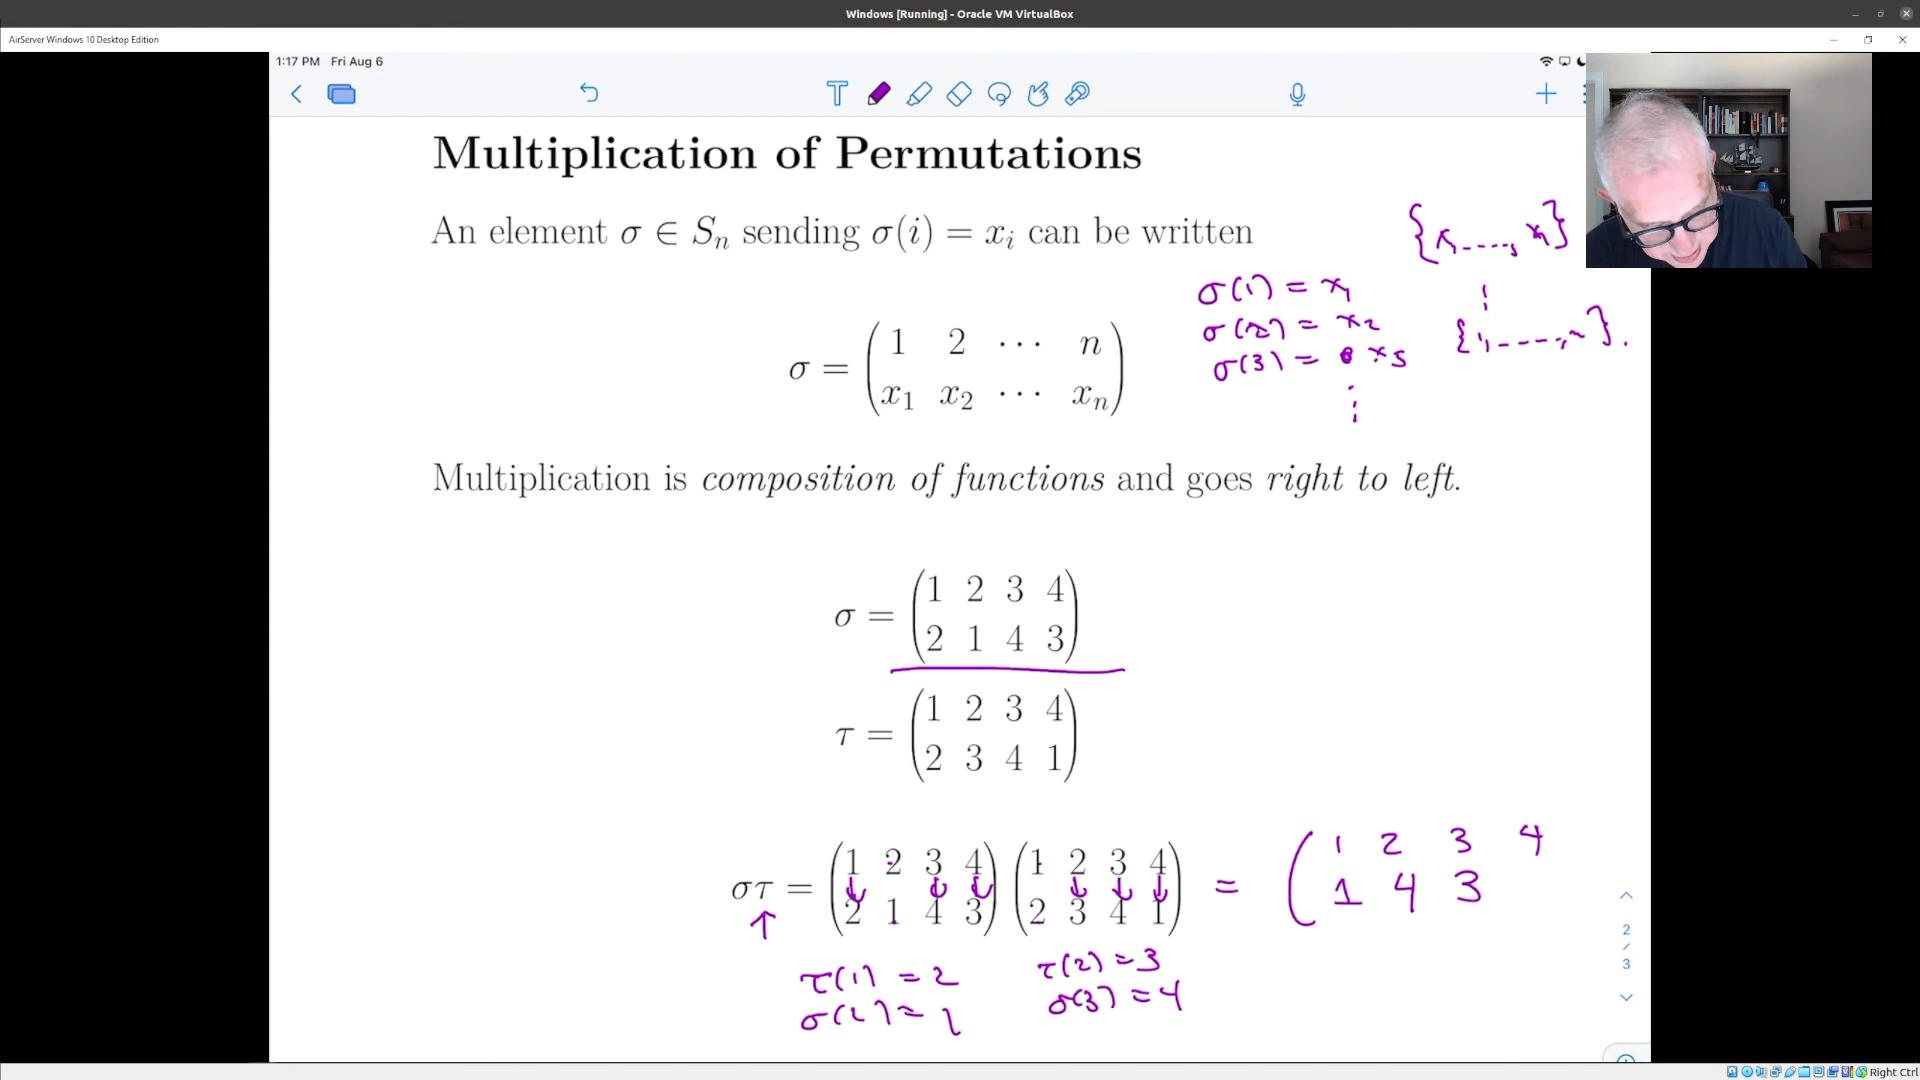 Windows [Running] - Oracle VM VirtualBox
AirServer Windows 10 Desktop Edition
1:17 PM Fri Aug 6
Multiplication of Permutations
An element σ ∈ Sₙ sending σ(i) = xᵢ can be written
{x₁, ..., xₙ}
σ(1) = x₁
σ(2) = x₂
σ(3) = x₃
⋮
{1, ..., n}.
σ = (1 2 ⋯ n
x₁ x₂ ⋯ xₙ)
Multiplication is composition of functions and goes right to left.
σ = (1 2 3 4
2 1 4 3)
τ = (1 2 3 4
2 3 4 1)
στ = (1 2 3 4 (1 2 3 4 = ( 1 2 3 4
2 1 4 3) 2 3 4 1) 1 4 3
↑
τ(1) = 2 τ(2) = 3
σ(2) = 1 σ(3) = 4
2
/
3
Right Ctrl